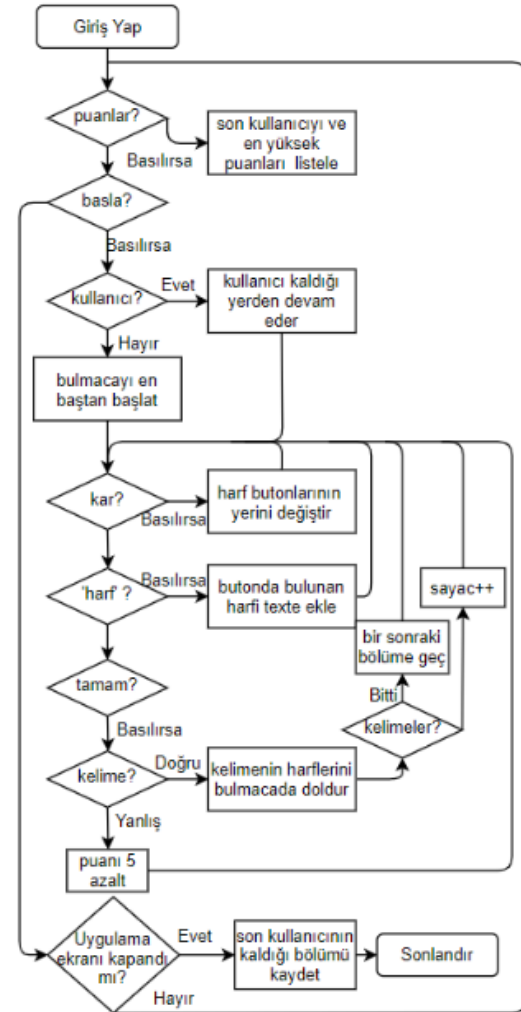 Giriş Yap
puanlar?
son kullanıcıyı ve
en yüksek
puanları listele
Basılırsa
basla?
Basılırsa
kullanıcı?
Evet
kullanıcı kaldığı
yerden devam
eder
Hayır
bulmacayı en
baştan başlat
kar?
Basılırsa
harf butonlarının
yerini değiştir
'harf' ?
Basılırsa
butonda bulunan
harfi texte ekle
sayac++
bir sonraki
bölüme geç
tamam?
Bitti
Basılırsa
kelimeler?
kelime?
Doğru
kelimenin harflerini
bulmacada doldur
Yanlış
puanı 5
azalt
Uygulama
ekranı kapandı
mı?
Evet
son kullanıcının
kaldığı bölümü
kaydet
Sonlandır
Hayır